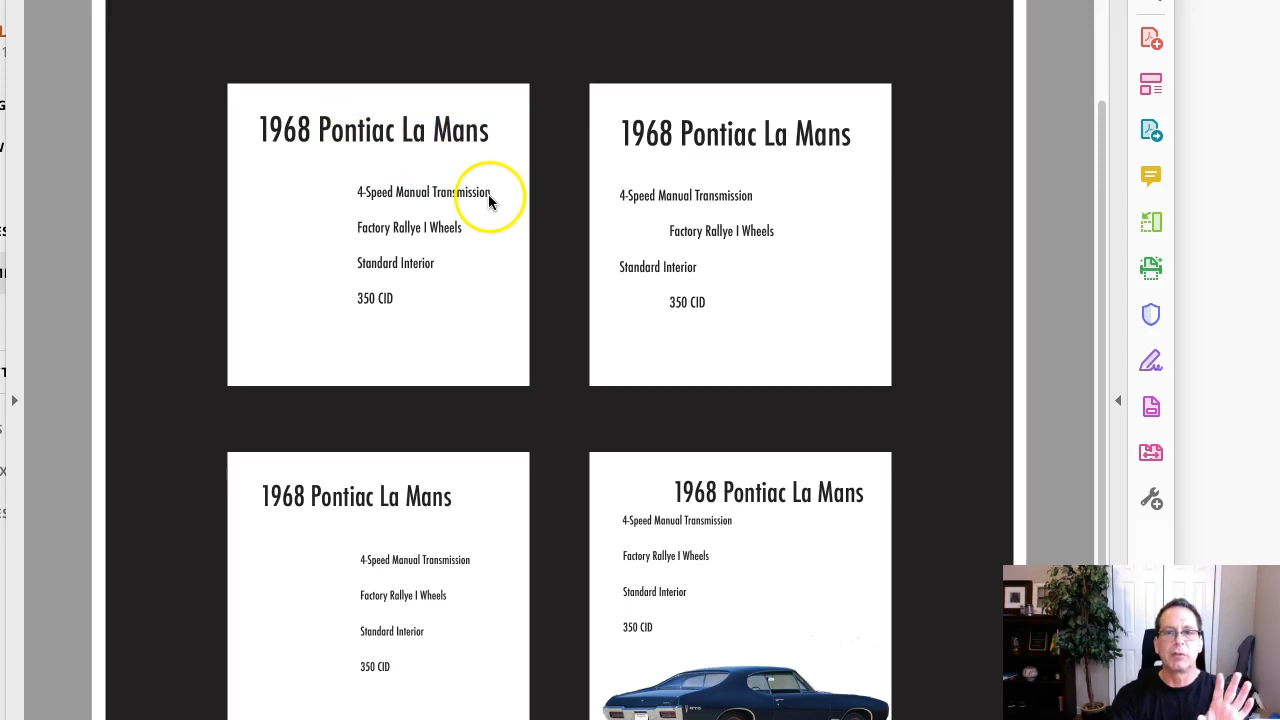 1968 Pontiac La Mans
4-Speed Manual Transmission
Factory Rallye I Wheels
Standard Interior
350 CID
1968 Pontiac La Mans
4-Speed Manual Transmission
Factory Rallye I Wheels
Standard Interior
350 CID
1968 Pontiac La Mans
4-Speed Manual Transmission
Factory Rallye I Wheels
Standard Interior
350 CID
1968 Pontiac La Mans
4-Speed Manual Transmission
Factory Rallye I Wheels
Standard Interior
350 CID